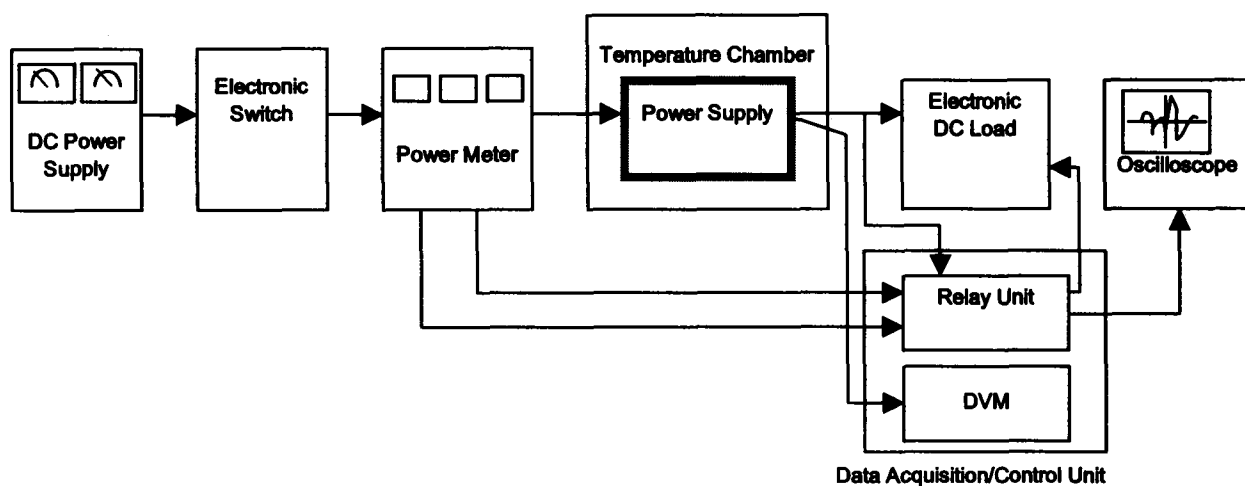 DC Power
Supply
Electronic
Switch
Power Meter
Temperature Chamber
Power Supply
Electronic
DC Load
Oscilloscope
Relay Unit
DVM
Data Acquisition/Control Unit